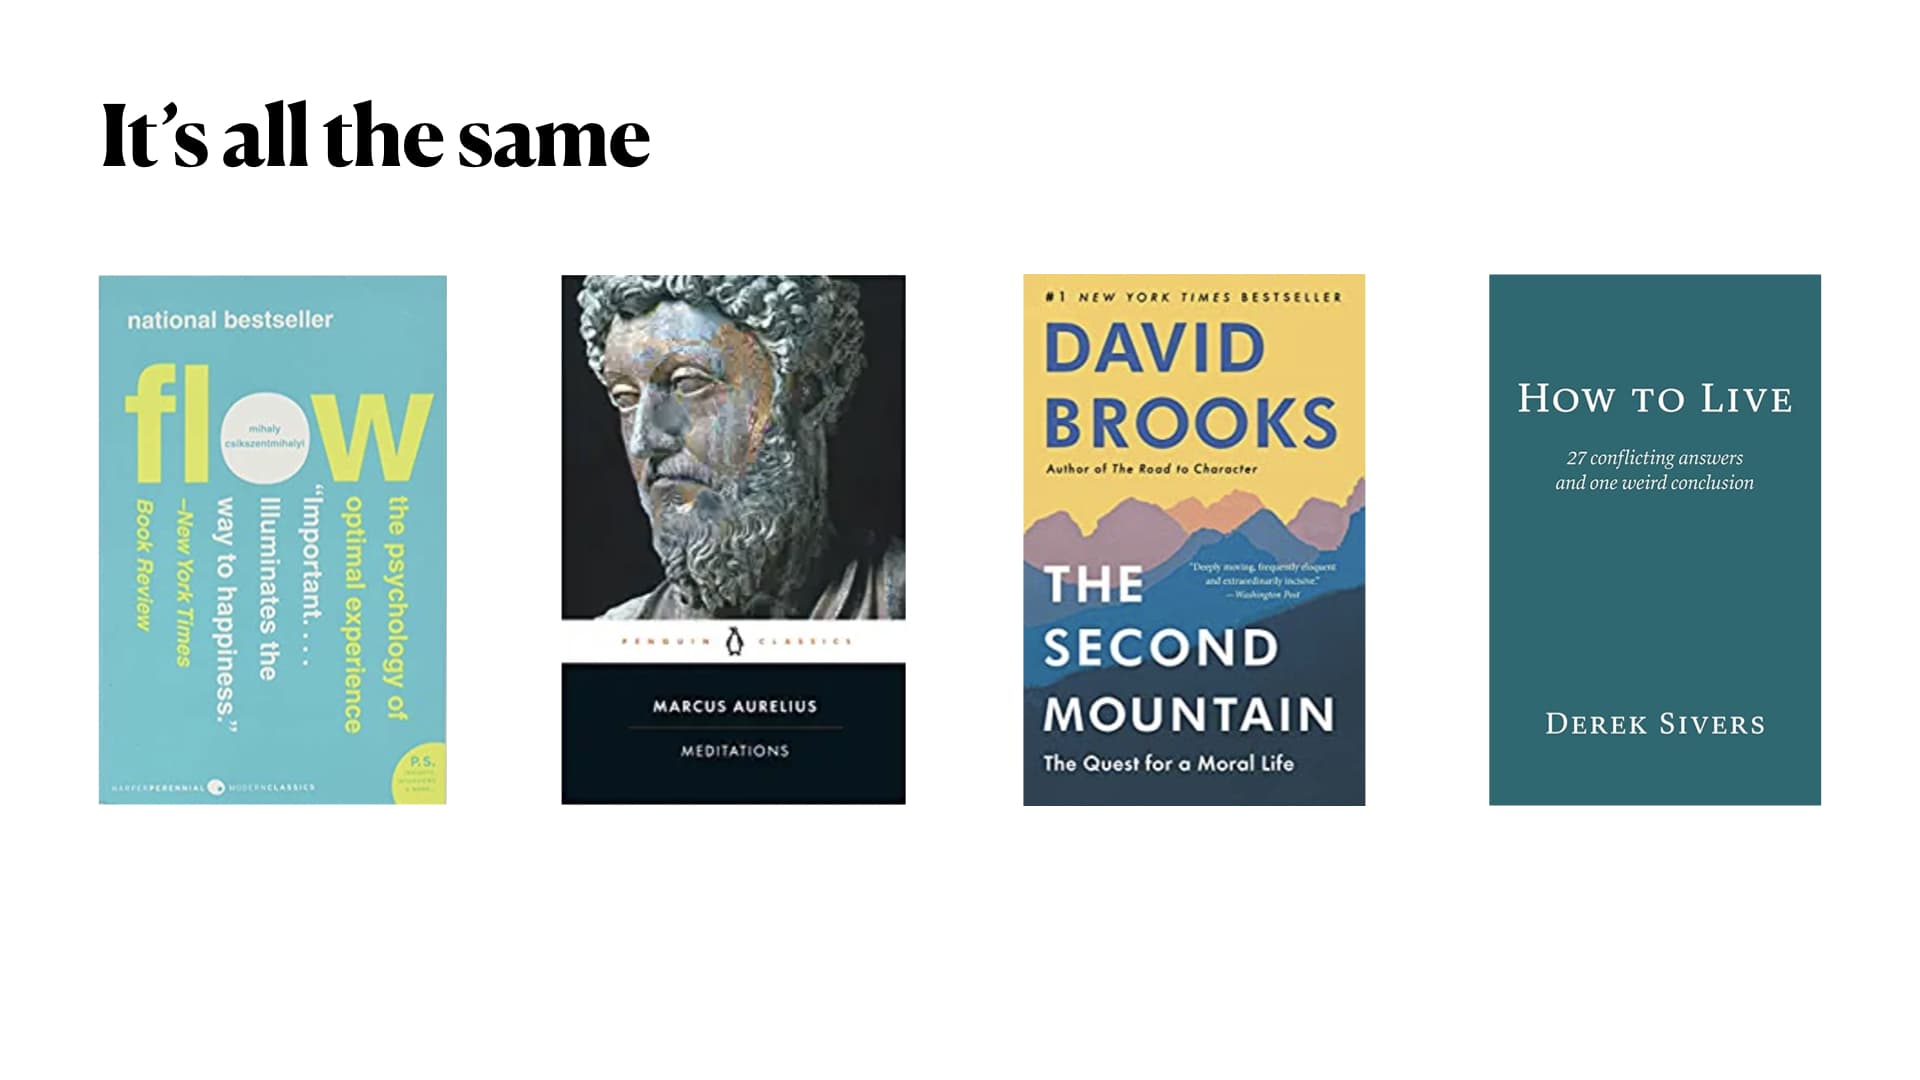 It's all the same
national bestseller
flow
mihaly
csikszentmihalyi
the psychology of
optimal experience
"Important. . . .
Illuminates the
way to happiness."
–New York Times
Book Review
P.S.
HARPERPERENNIAL MODERNCLASSICS
PENGUIN CLASSICS
MARCUS AURELIUS
MEDITATIONS
#1 NEW YORK TIMES BESTSELLER
DAVID
BROOKS
Author of The Road to Character
"Deeply moving, frequently eloquent
and extraordinarily incisive."
—Washington Post
THE
SECOND
MOUNTAIN
The Quest for a Moral Life
HOW TO LIVE
27 conflicting answers
and one weird conclusion
DEREK SIVERS